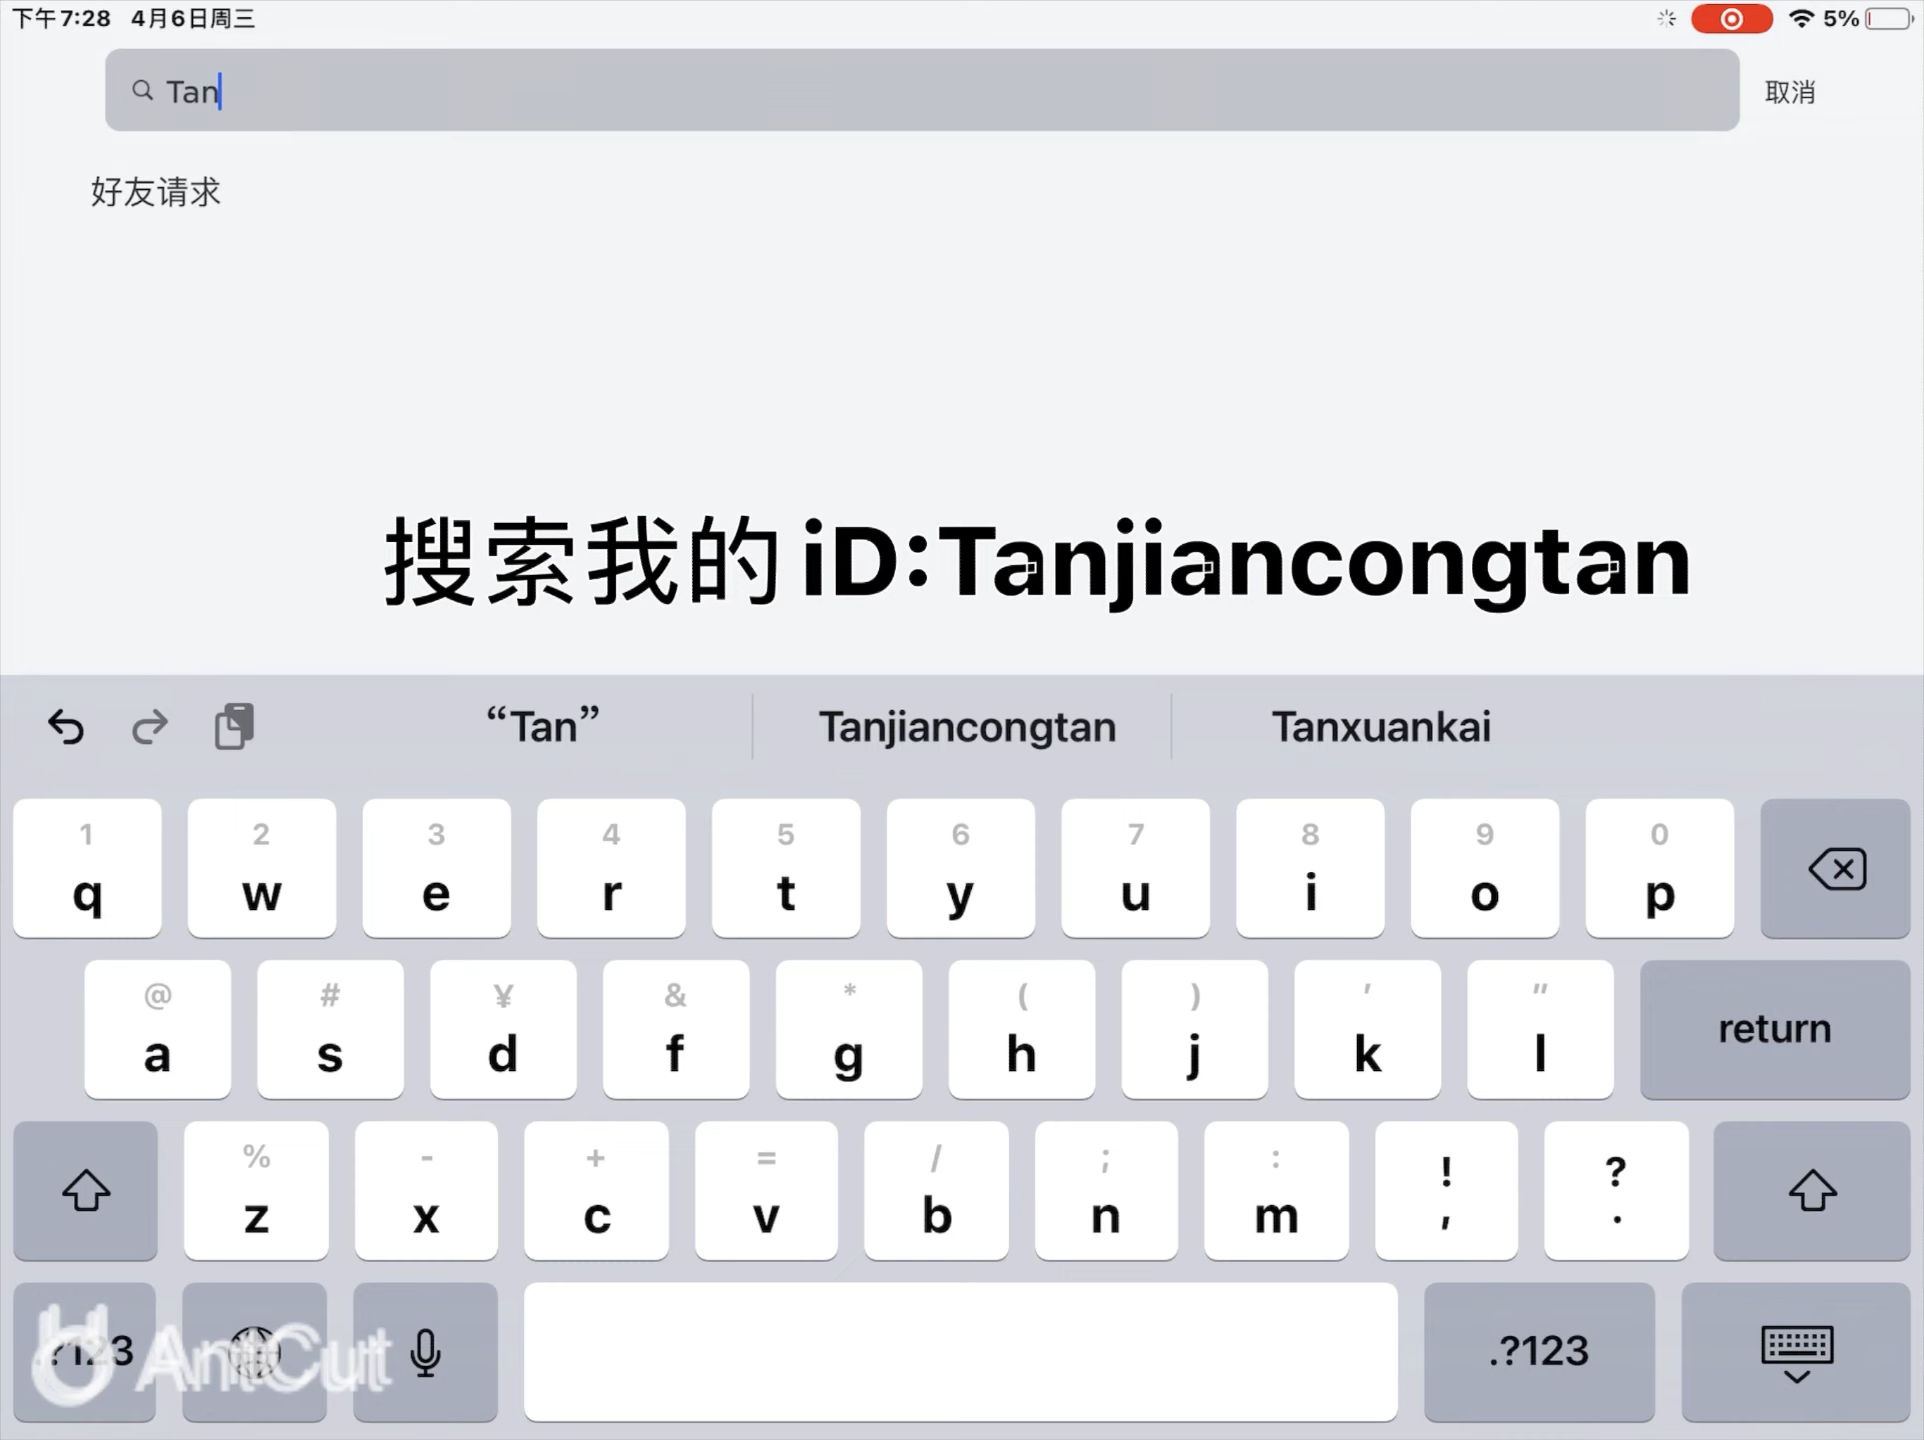 下午7:28 4月6日周三 5%
Tan 取消
好友请求
搜索我的iD:Tanjiancongtan
“Tan” Tanjiancongtan Tanxuankai
1 2 3 4 5 6 7 8 9 0
q w e r t y u i o p
@ # ¥ & * ( ) ' "
a s d f g h j k l return
% - + = / ; : ! ?
z x c v b n m , .
.?123 .?123
AntCut